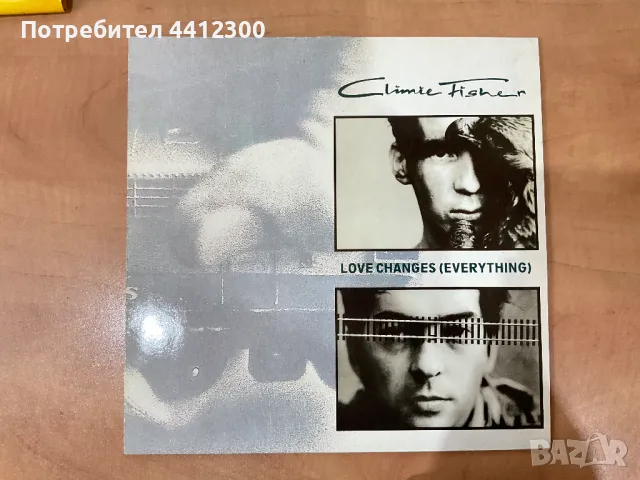 Потребител 4412300
Climie Fisher
LOVE CHANGES (EVERYTHING)
BAZAR